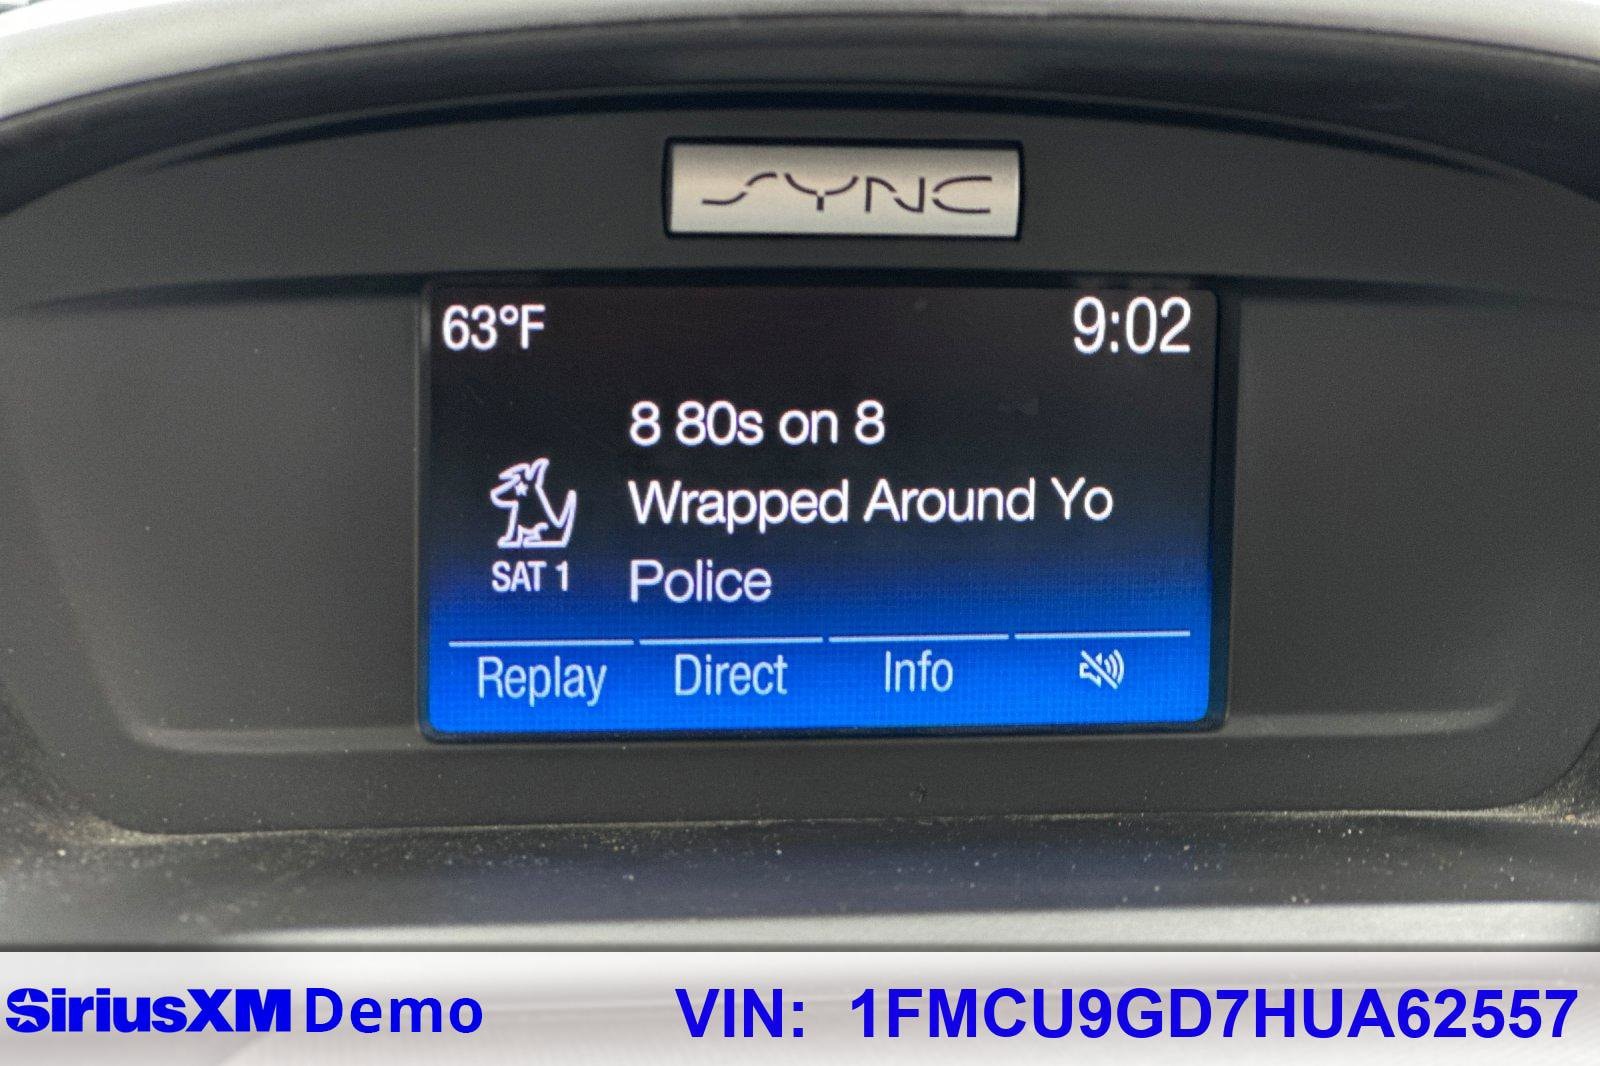 SYNC
63°F 9:02
8 80s on 8
Wrapped Around Yo
SAT 1 Police
Replay Direct Info
SiriusXM Demo VIN: 1FMCU9GD7HUA62557